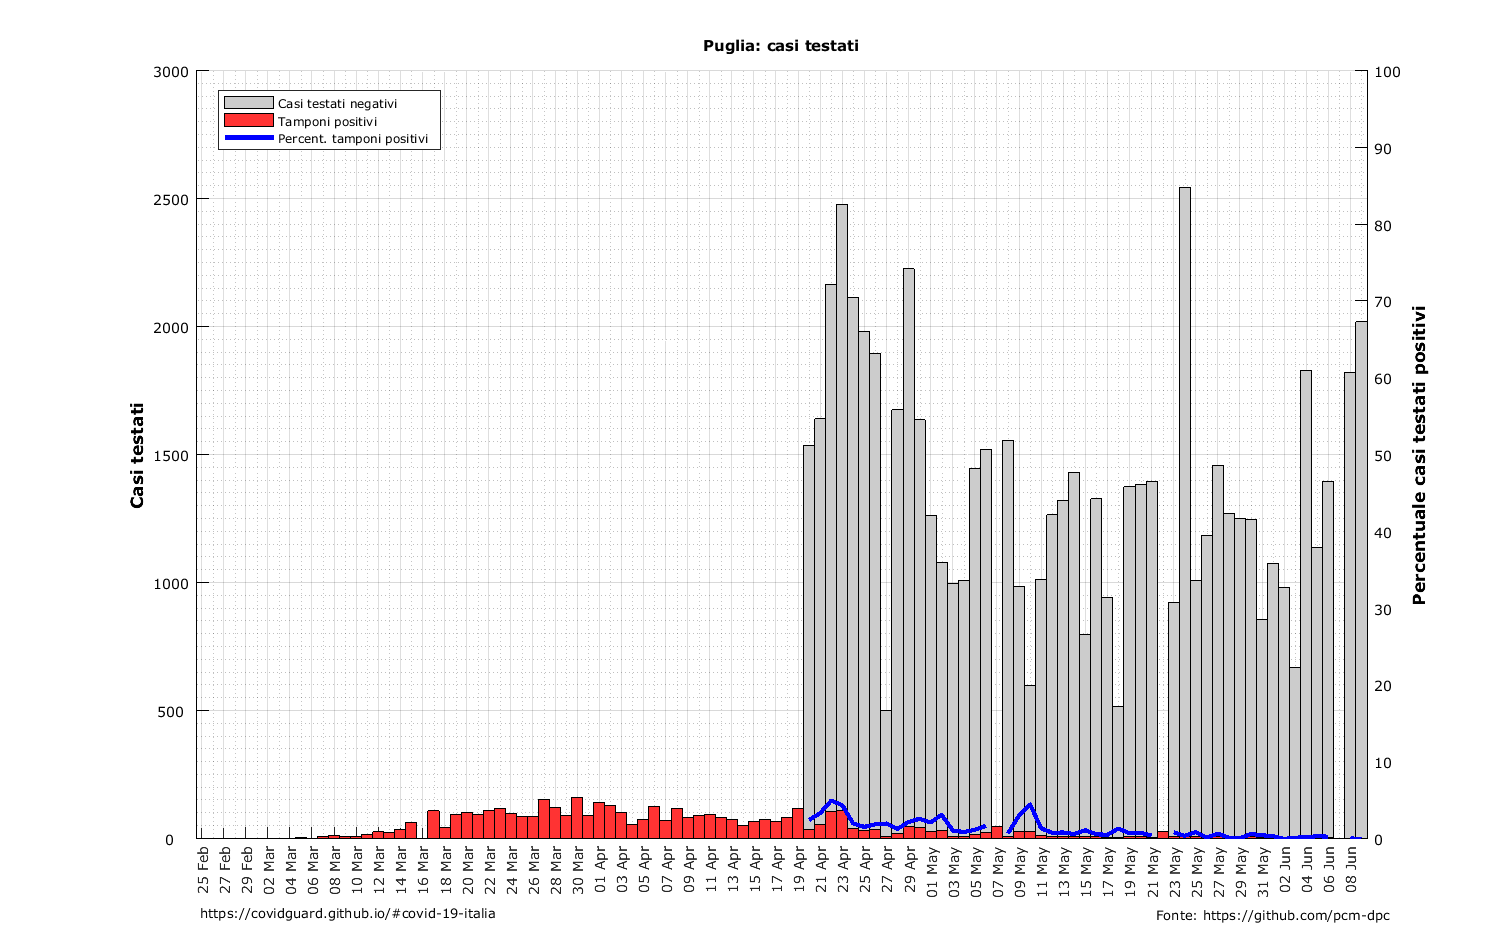 Puglia: casi testati
Casi testati negativi
Tamponi positivi
Percent. tamponi positivi
Casi testati
3000
2500
2000
1500
1000
500
0
100
90
80
70
60
50
40
30
20
10
0
Percentuale casi testati positivi
25 Feb
27 Feb
29 Feb
02 Mar
04 Mar
06 Mar
08 Mar
10 Mar
12 Mar
14 Mar
16 Mar
18 Mar
20 Mar
22 Mar
24 Mar
26 Mar
28 Mar
30 Mar
01 Apr
03 Apr
05 Apr
07 Apr
09 Apr
11 Apr
13 Apr
15 Apr
17 Apr
19 Apr
21 Apr
23 Apr
25 Apr
27 Apr
29 Apr
01 May
03 May
05 May
07 May
09 May
11 May
13 May
15 May
17 May
19 May
21 May
23 May
25 May
27 May
29 May
31 May
02 Jun
04 Jun
06 Jun
08 Jun
https://covidguard.github.io/#covid-19-italia
Fonte: https://github.com/pcm-dpc